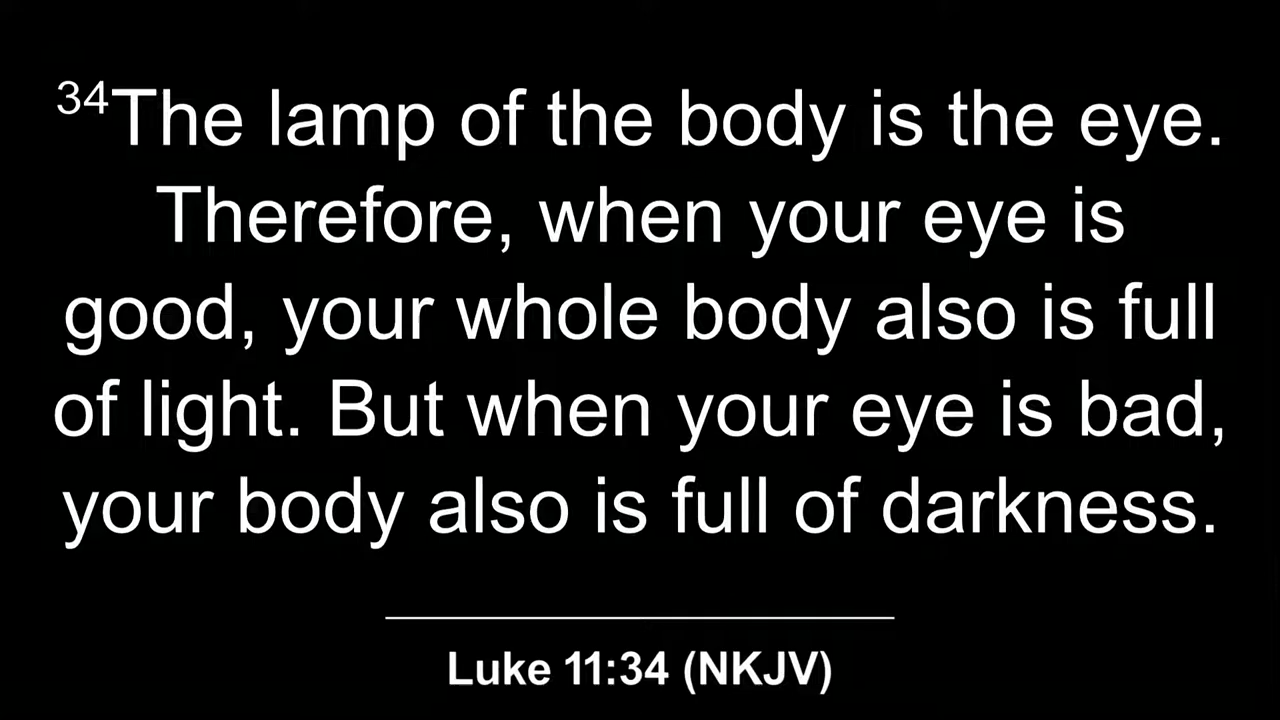 ³⁴The lamp of the body is the eye.
Therefore, when your eye is
good, your whole body also is full
of light. But when your eye is bad,
your body also is full of darkness.
Luke 11:34 (NKJV)